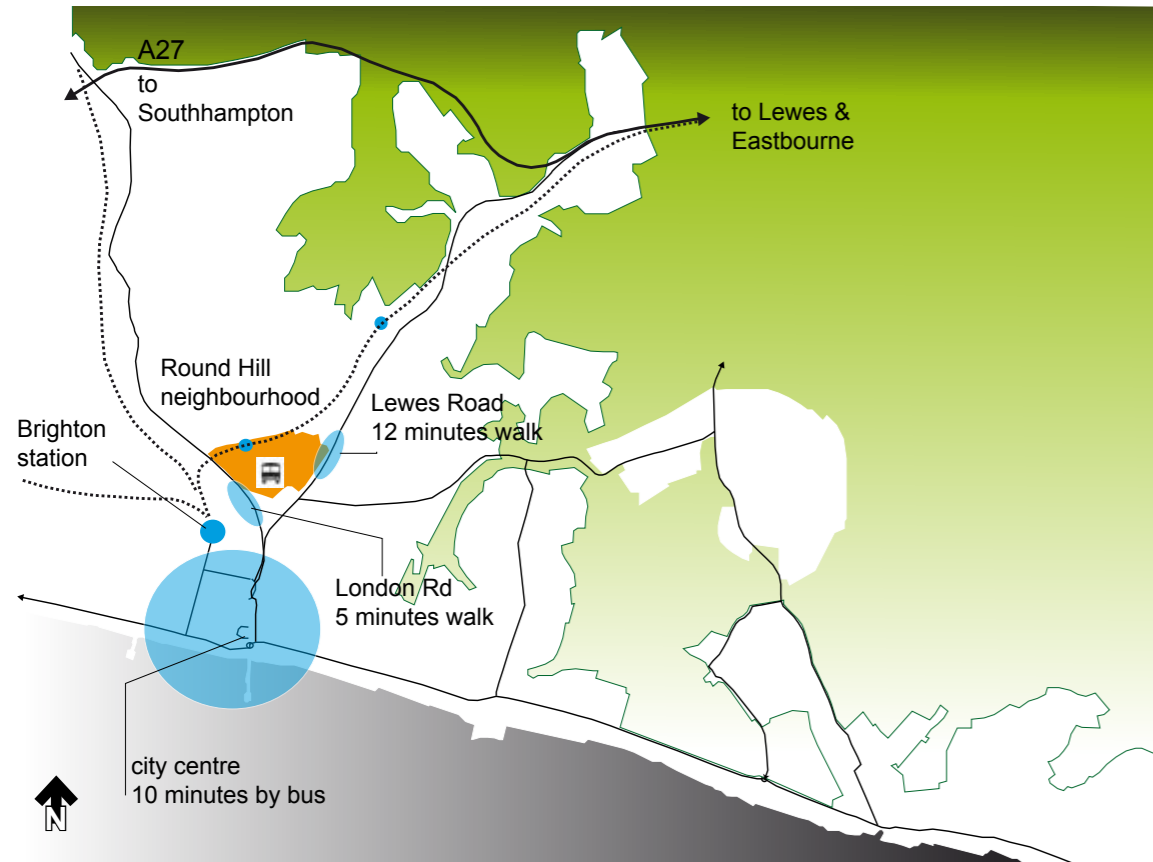 A27
to
Southhampton
to Lewes &
Eastbourne
Round Hill
neighbourhood
Lewes Road
12 minutes walk
Brighton
station
London Rd
5 minutes walk
city centre
10 minutes by bus
N